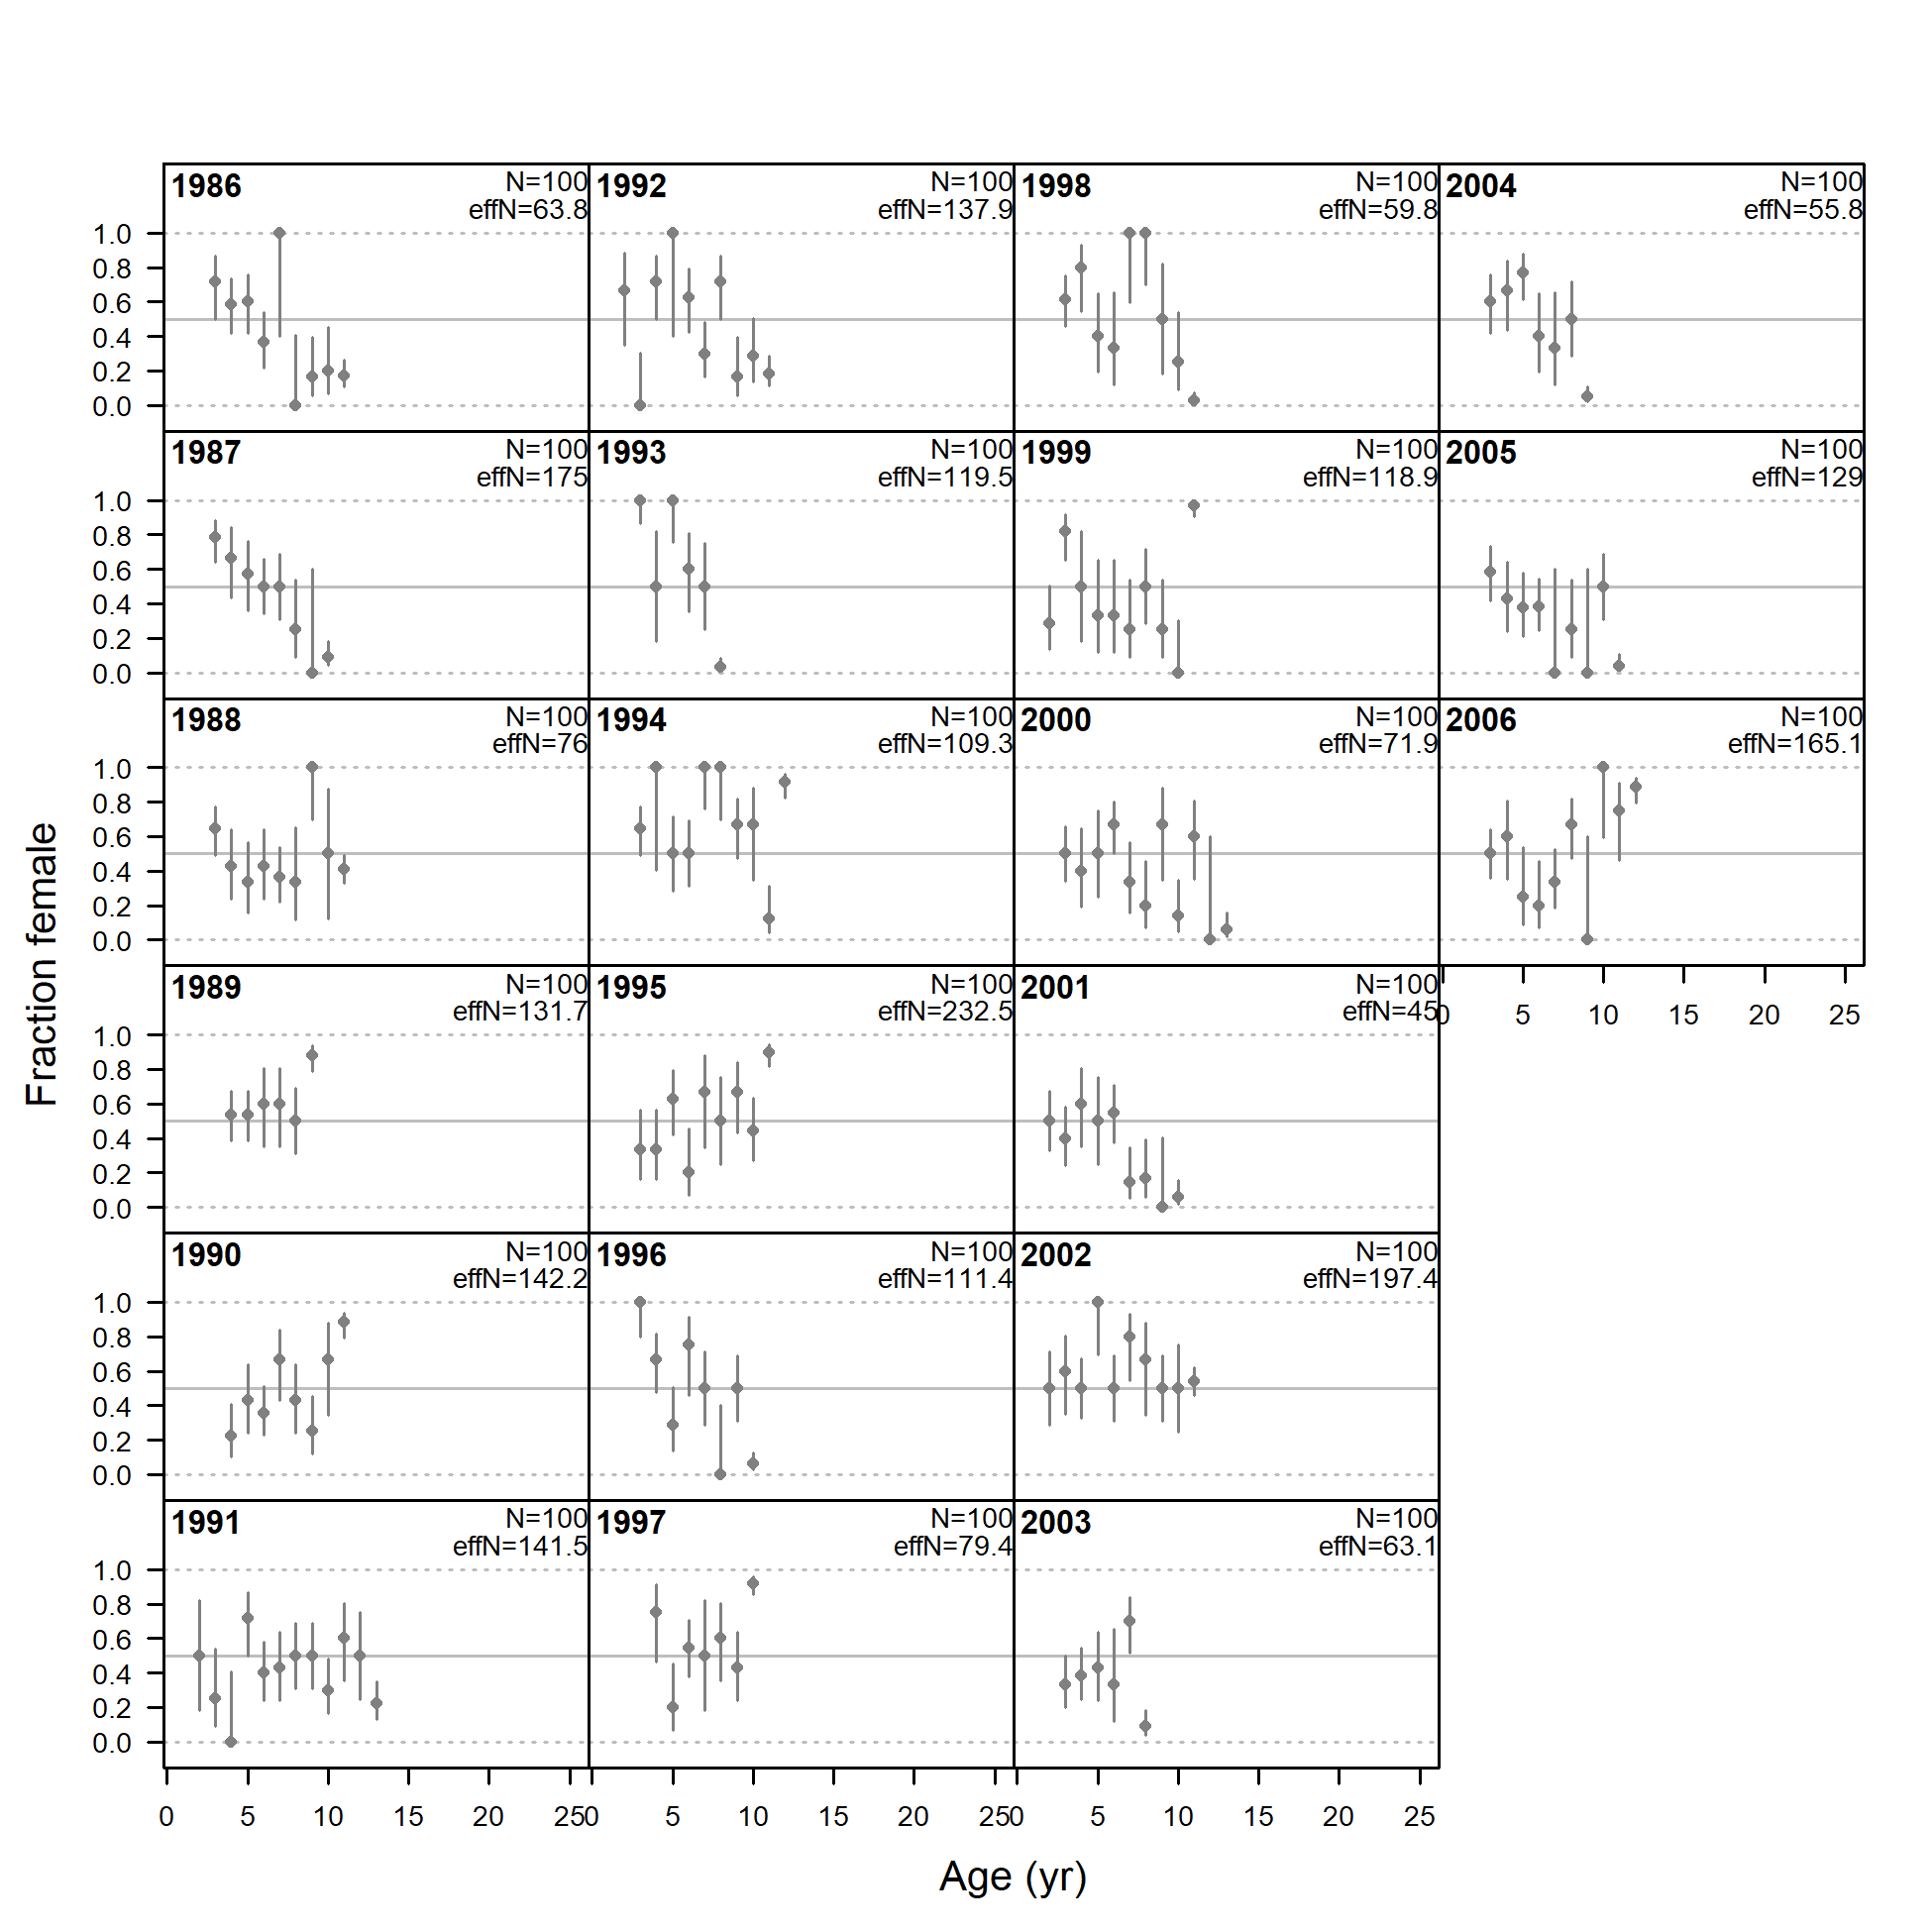 1986 N=100 1992 N=100 1998 N=100 2004 N=100
effN=63.8 effN=137.9 effN=59.8 effN=55.8
1.0
0.8
0.6
0.4
0.2
0.0
1987 N=100 1993 N=100 1999 N=100 2005 N=100
effN=175 effN=119.5 effN=118.9 effN=129
1.0
0.8
0.6
0.4
0.2
0.0
1988 N=100 1994 N=100 2000 N=100 2006 N=100
effN=76 effN=109.3 effN=71.9 effN=165.1
1.0
0.8
0.6
0.4
0.2
0.0
Fraction female
1989 N=100 1995 N=100 2001 N=100
effN=131.7 effN=232.5 effN=45
0 5 10 15 20 25
1.0
0.8
0.6
0.4
0.2
0.0
1990 N=100 1996 N=100 2002 N=100
effN=142.2 effN=111.4 effN=197.4
1.0
0.8
0.6
0.4
0.2
0.0
1991 N=100 1997 N=100 2003 N=100
effN=141.5 effN=79.4 effN=63.1
1.0
0.8
0.6
0.4
0.2
0.0
0 5 10 15 20 25 0 5 10 15 20 25 0 5 10 15 20 25
Age (yr)